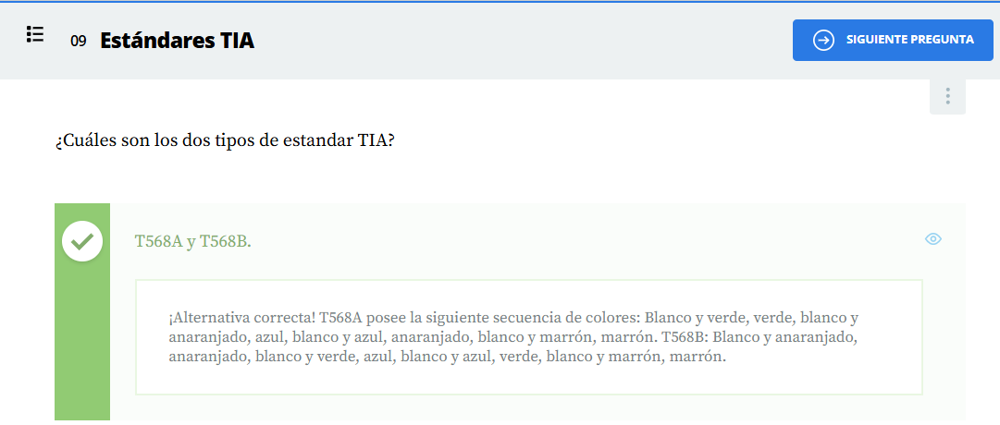 09 Estándares TIA
SIGUIENTE PREGUNTA
¿Cuáles son los dos tipos de estandar TIA?
T568A y T568B.
¡Alternativa correcta! T568A posee la siguiente secuencia de colores: Blanco y verde, verde, blanco y
anaranjado, azul, blanco y azul, anaranjado, blanco y marrón, marrón. T568B: Blanco y anaranjado,
anaranjado, blanco y verde, azul, blanco y azul, verde, blanco y marrón, marrón.